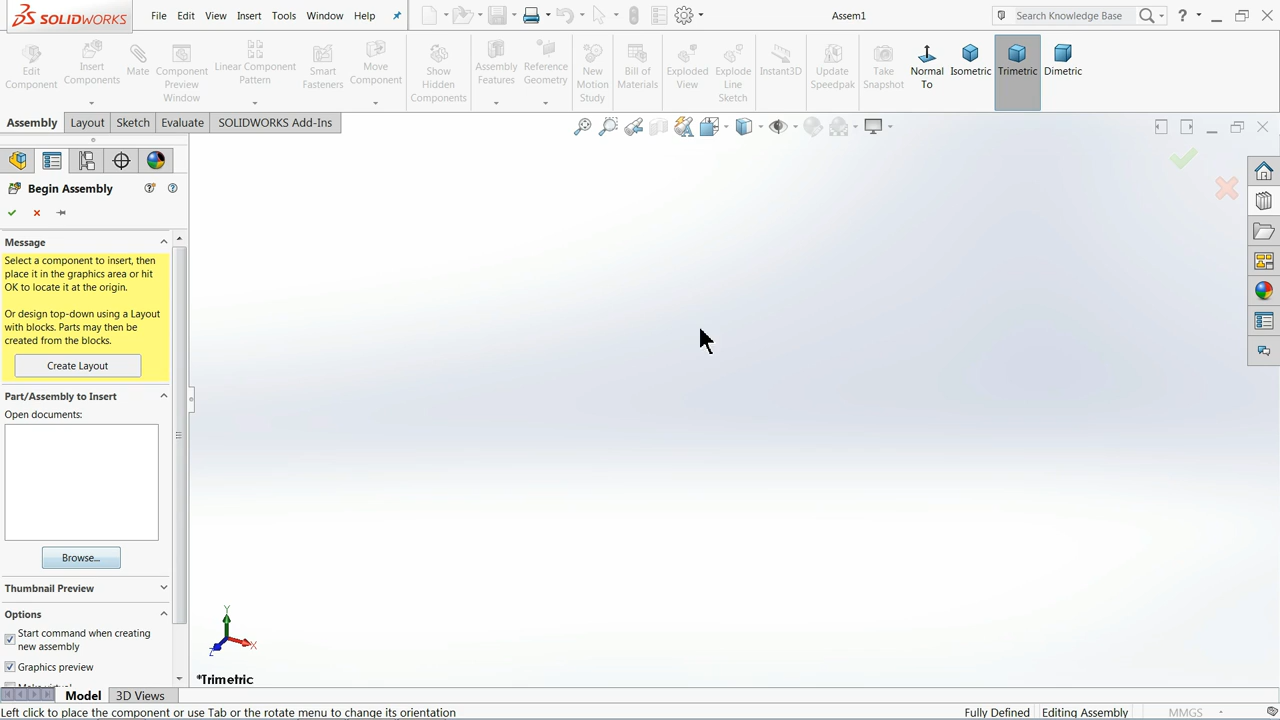 SOLIDWORKS File Edit View Insert Tools Window Help Assem1 Search Knowledge Base ?
Edit Component
Insert Components
Mate
Component Preview Window
Linear Component Pattern
Smart Fasteners
Move Component
Show Hidden Components
Assembly Features
Reference Geometry
New Motion Study
Bill of Materials
Exploded View
Explode Line Sketch
Instant3D
Update Speedpak
Take Snapshot
Normal To
Isometric
Trimetric
Dimetric
Assembly Layout Sketch Evaluate SOLIDWORKS Add-Ins
Begin Assembly
Message
Select a component to insert, then
place it in the graphics area or hit
OK to locate it at the origin.
Or design top-down using a Layout
with blocks. Parts may then be
created from the blocks.
Create Layout
Part/Assembly to Insert
Open documents:
Browse...
Thumbnail Preview
Options
Start command when creating
new assembly
Graphics preview
Y
X
Z
*Trimetric
Model 3D Views
Left click to place the component or use Tab or the rotate menu to change its orientation Fully Defined Editing Assembly MMGS